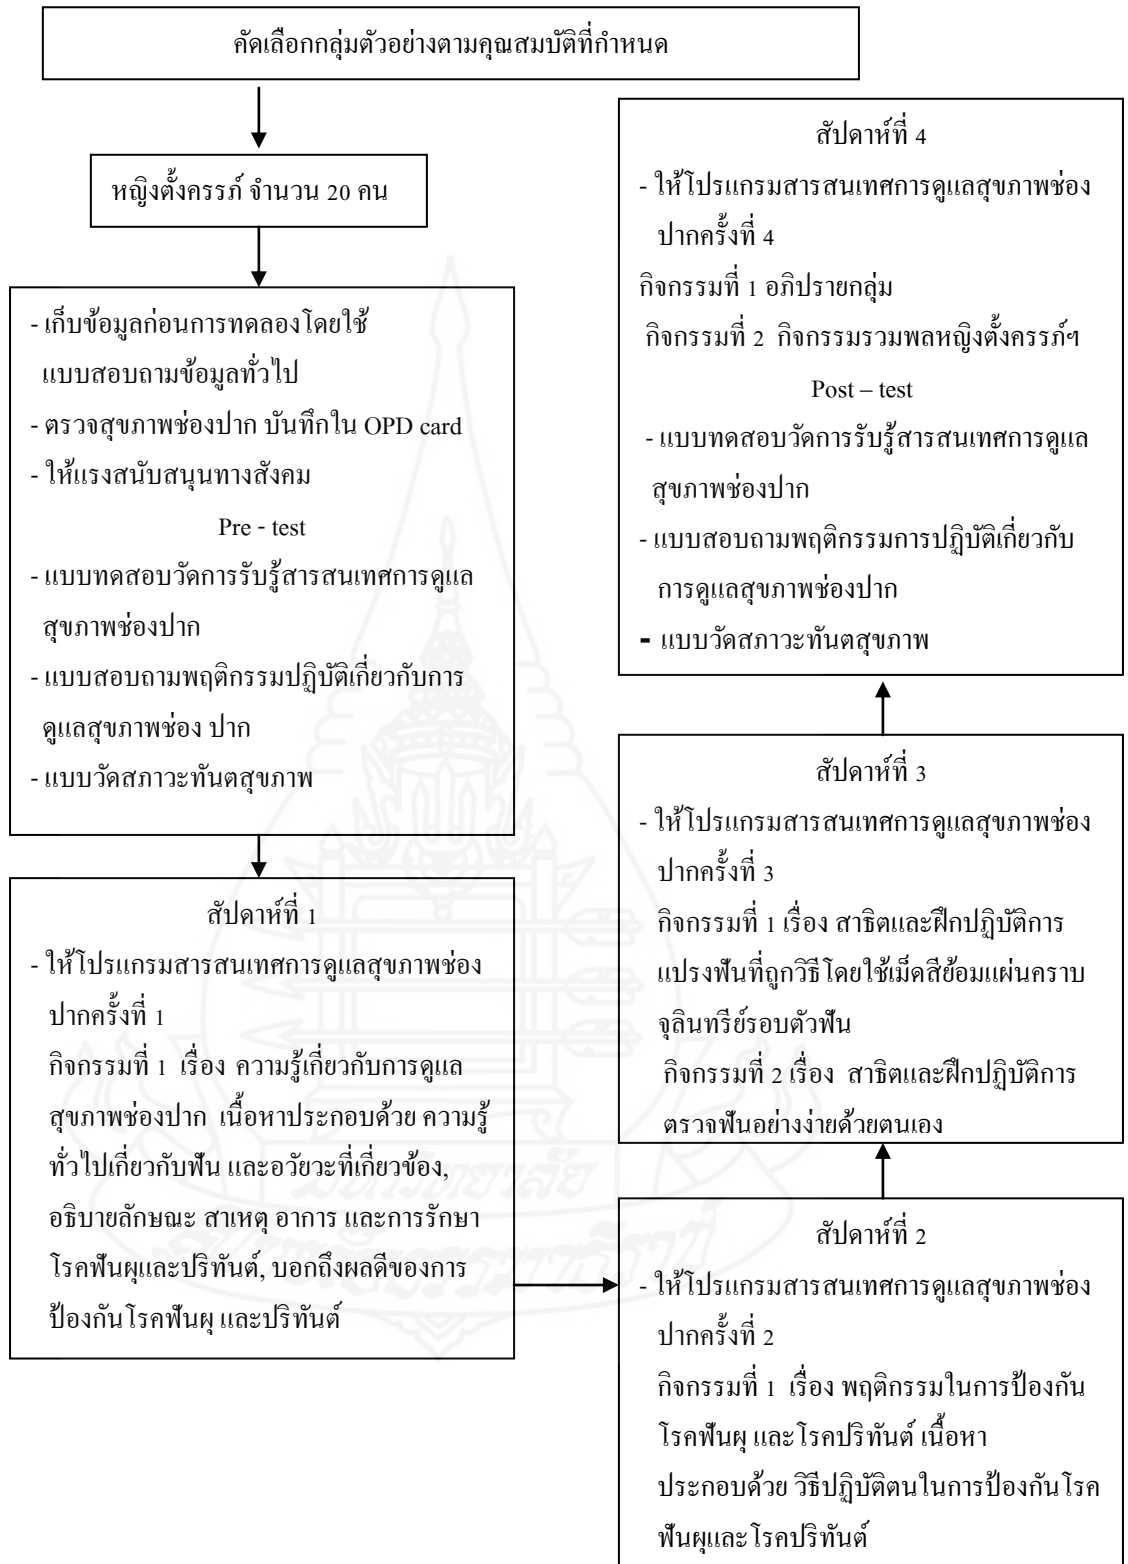 คัดเลือกกลุ่มตัวอย่างตามคุณสมบัติที่กำหนด
หญิงตั้งครรภ์ จำนวน 20 คน
- เก็บข้อมูลก่อนการทดลองโดยใช้
แบบสอบถามข้อมูลทั่วไป
- ตรวจสุขภาพช่องปาก บันทึกใน OPD card
- ให้แรงสนับสนุนทางสังคม
Pre - test
- แบบทดสอบวัดการรับรู้สารสนเทศการดูแล
สุขภาพช่องปาก
- แบบสอบถามพฤติกรรมปฏิบัติเกี่ยวกับการ
ดูแลสุขภาพช่อง ปาก
- แบบวัดสภาวะทันตสุขภาพ
สัปดาห์ที่ 1
- ให้โปรแกรมสารสนเทศการดูแลสุขภาพช่อง
ปากครั้งที่ 1
กิจกรรมที่ 1 เรื่อง ความรู้เกี่ยวกับการดูแล
สุขภาพช่องปาก เนื้อหาประกอบด้วย ความรู้
ทั่วไปเกี่ยวกับฟัน และอวัยวะที่เกี่ยวข้อง,
อธิบายลักษณะ สาเหตุ อาการ และการรักษา
โรคฟันผุและปริทันต์, บอกถึงผลดีของการ
ป้องกันโรคฟันผุ และปริทันต์
สัปดาห์ที่ 2
- ให้โปรแกรมสารสนเทศการดูแลสุขภาพช่อง
ปากครั้งที่ 2
กิจกรรมที่ 1 เรื่อง พฤติกรรมในการป้องกัน
โรคฟันผุ และโรคปริทันต์ เนื้อหา
ประกอบด้วย วิธีปฏิบัติตนในการป้องกันโรค
ฟันผุและโรคปริทันต์
สัปดาห์ที่ 3
- ให้โปรแกรมสารสนเทศการดูแลสุขภาพช่อง
ปากครั้งที่ 3
กิจกรรมที่ 1 เรื่อง สาธิตและฝึกปฏิบัติการ
แปรงฟันที่ถูกวิธีโดยใช้เม็ดสีย้อมแผ่นคราบ
จุลินทรีย์รอบตัวฟัน
กิจกรรมที่ 2 เรื่อง สาธิตและฝึกปฏิบัติการ
ตรวจฟันอย่างง่ายด้วยตนเอง
สัปดาห์ที่ 4
- ให้โปรแกรมสารสนเทศการดูแลสุขภาพช่อง
ปากครั้งที่ 4
กิจกรรมที่ 1 อภิปรายกลุ่ม
กิจกรรมที่ 2 กิจกรรมรวมพลหญิงตั้งครรภ์ฯ
Post – test
- แบบทดสอบวัดการรับรู้สารสนเทศการดูแล
สุขภาพช่องปาก
- แบบสอบถามพฤติกรรมการปฏิบัติเกี่ยวกับ
การดูแลสุขภาพช่องปาก
- แบบวัดสภาวะทันตสุขภาพ